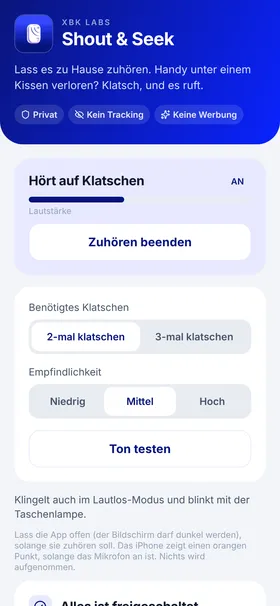 XBK LABS
Shout & Seek
Lass es zu Hause zuhören. Handy unter einem
Kissen verloren? Klatsch, und es ruft.
Privat
Kein Tracking
Keine Werbung
Hört auf Klatschen
AN
Lautstärke
Zuhören beenden
Benötigtes Klatschen
2-mal klatschen
3-mal klatschen
Empfindlichkeit
Niedrig
Mittel
Hoch
Ton testen
Klingelt auch im Lautlos-Modus und blinkt mit der
Taschenlampe.
Lass die App offen (der Bildschirm darf dunkel werden),
solange sie zuhören soll. Das iPhone zeigt einen orangen
Punkt, solange das Mikrofon an ist. Nichts wird
aufgenommen.
Alles ist freigeschaltet